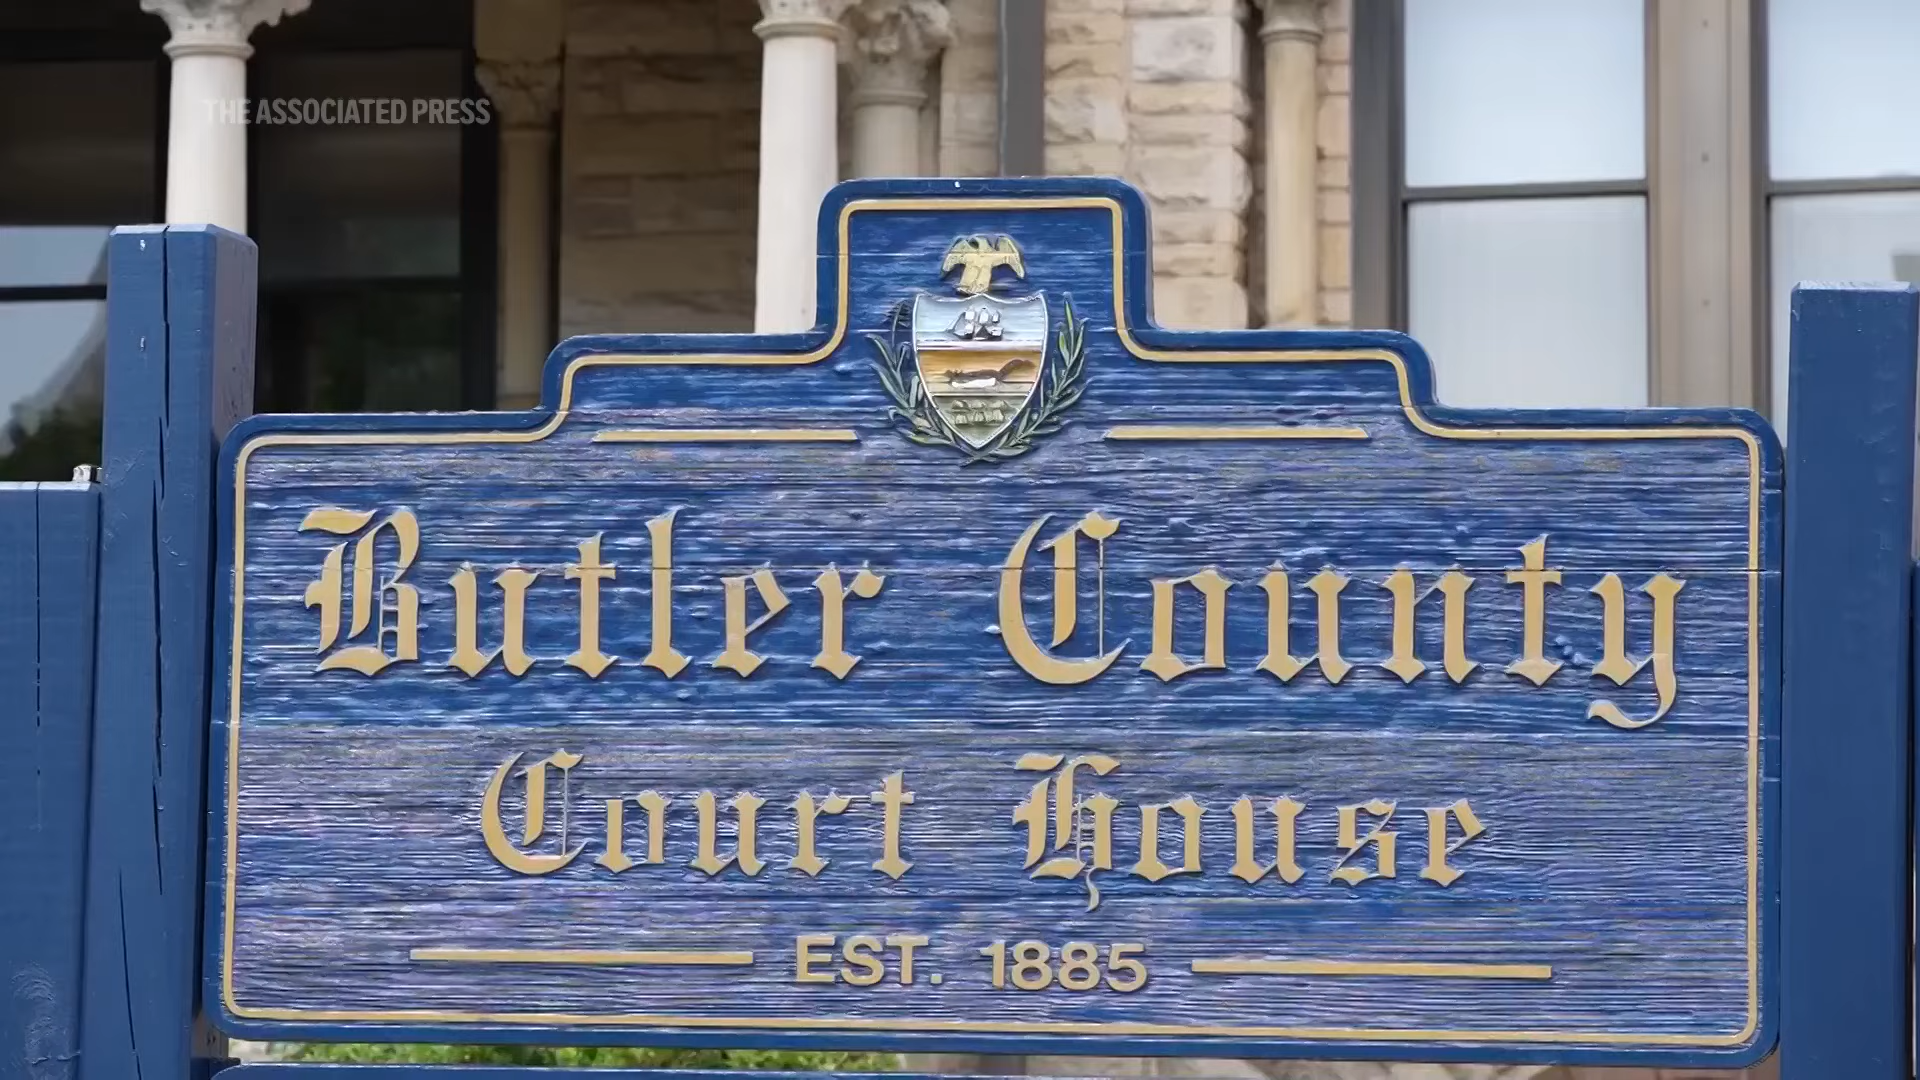 THE ASSOCIATED PRESS
Butler County
Court House
EST. 1885